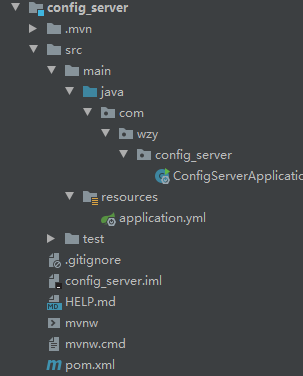 config_server
.mvn
src
main
java
com
wzy
config_server
ConfigServerApplicatio
resources
application.yml
test
.gitignore
config_server.iml
HELP.md
mvnw
mvnw.cmd
pom.xml